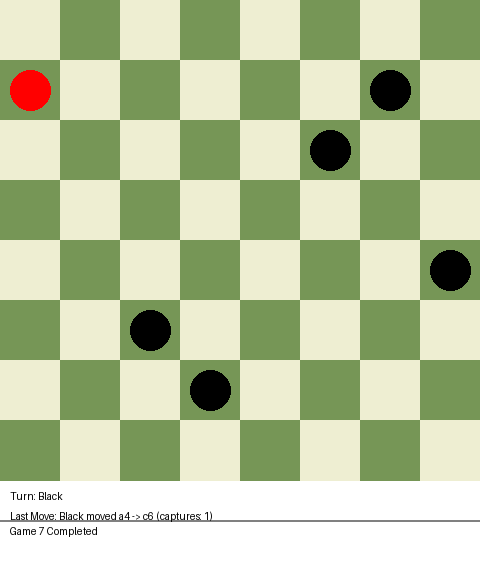 Turn: Black
Last Move: Black moved a4 -> c6 (captures: 1)
Game 7 Completed